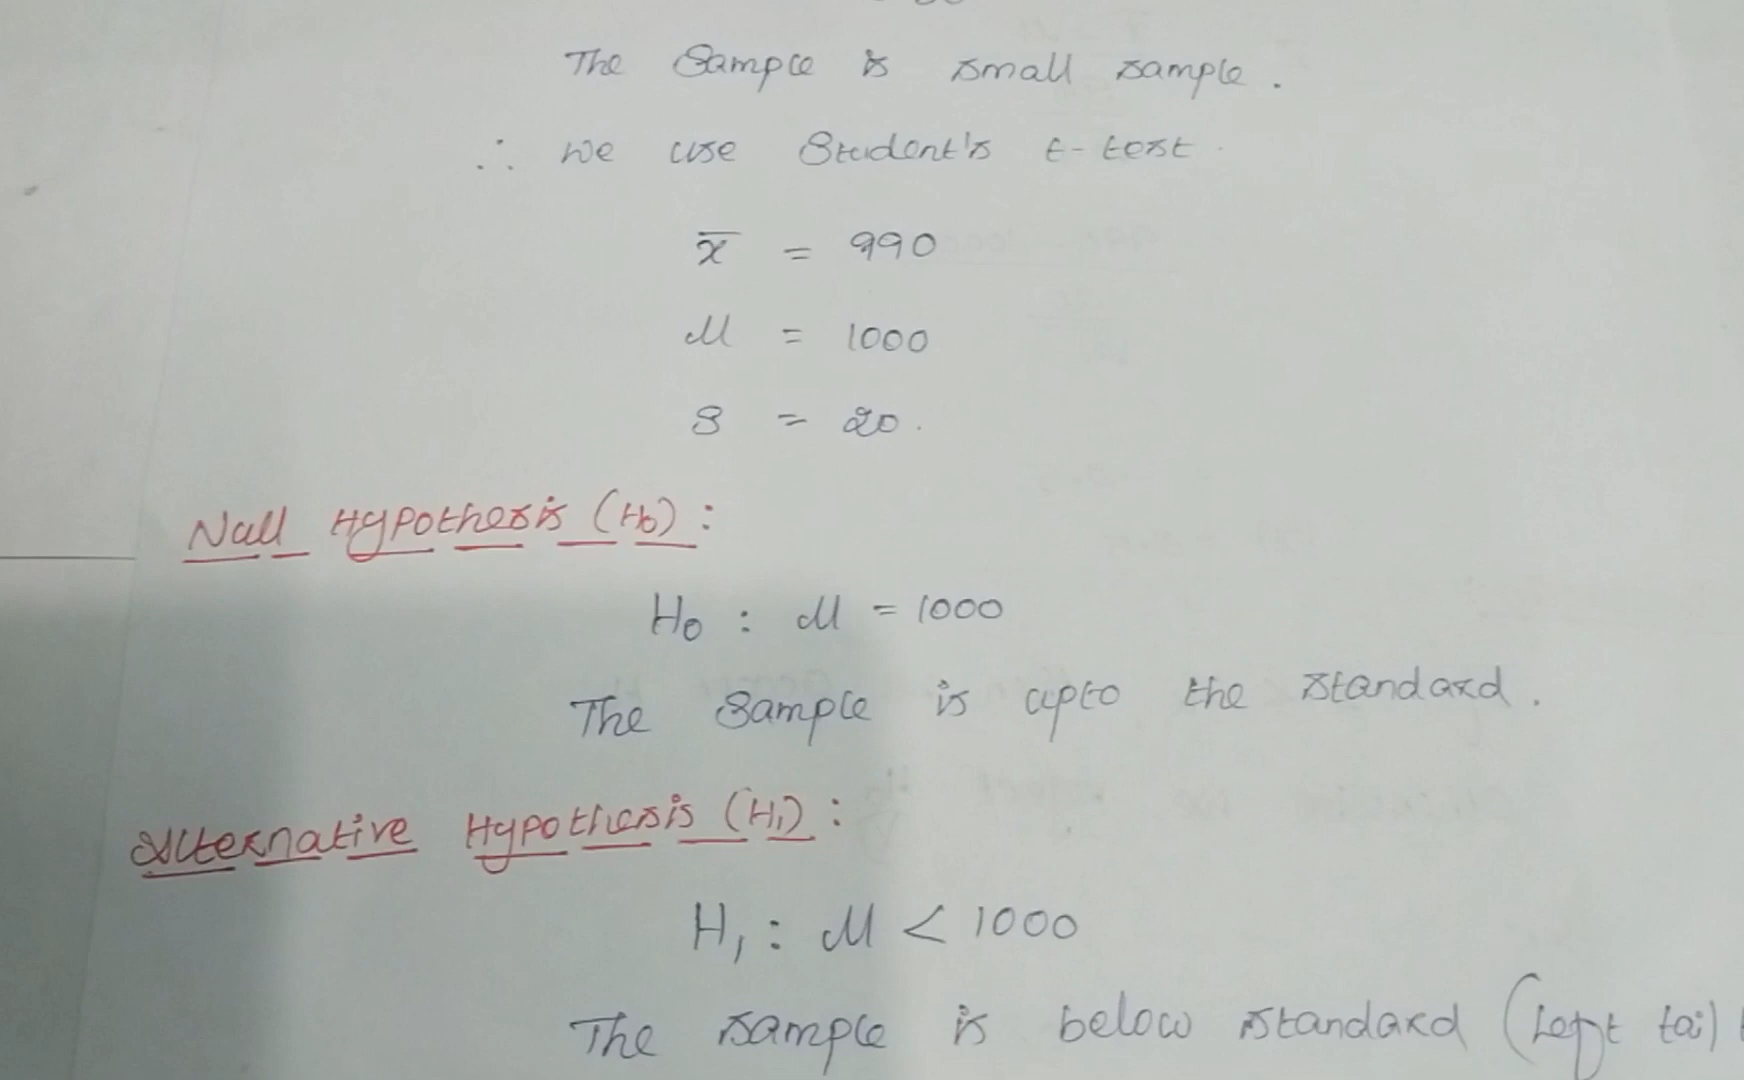 The Sample is small sample.
∴ we use Student's t-test.
x̄ = 990
μ = 1000
S = 20.
Null Hypothesis (H₀):
H₀ : μ = 1000
The Sample is upto the standard.
Alternative Hypothesis (H₁):
H₁ : μ < 1000
The sample is below standard (Left tail